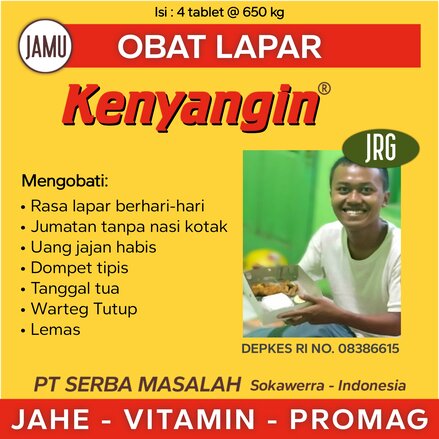 Isi : 4 tablet @ 650 kg
JAMU
OBAT LAPAR
Kenyangin®
JRG
Mengobati:
• Rasa lapar berhari-hari
• Jumatan tanpa nasi kotak
• Uang jajan habis
• Dompet tipis
• Tanggal tua
• Warteg Tutup
• Lemas
DEPKES RI NO. 08386615
PT SERBA MASALAH Sokawerra - Indonesia
JAHE - VITAMIN - PROMAG